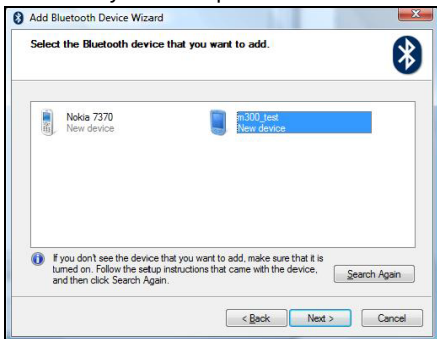 Add Bluetooth Device Wizard
Select the Bluetooth device that you want to add.
Nokia 7370
New device
m300_test
New device
If you don't see the device that you want to add, make sure that it is
turned on. Follow the setup instructions that came with the device,
and then click Search Again.
Search Again
< Back
Next >
Cancel